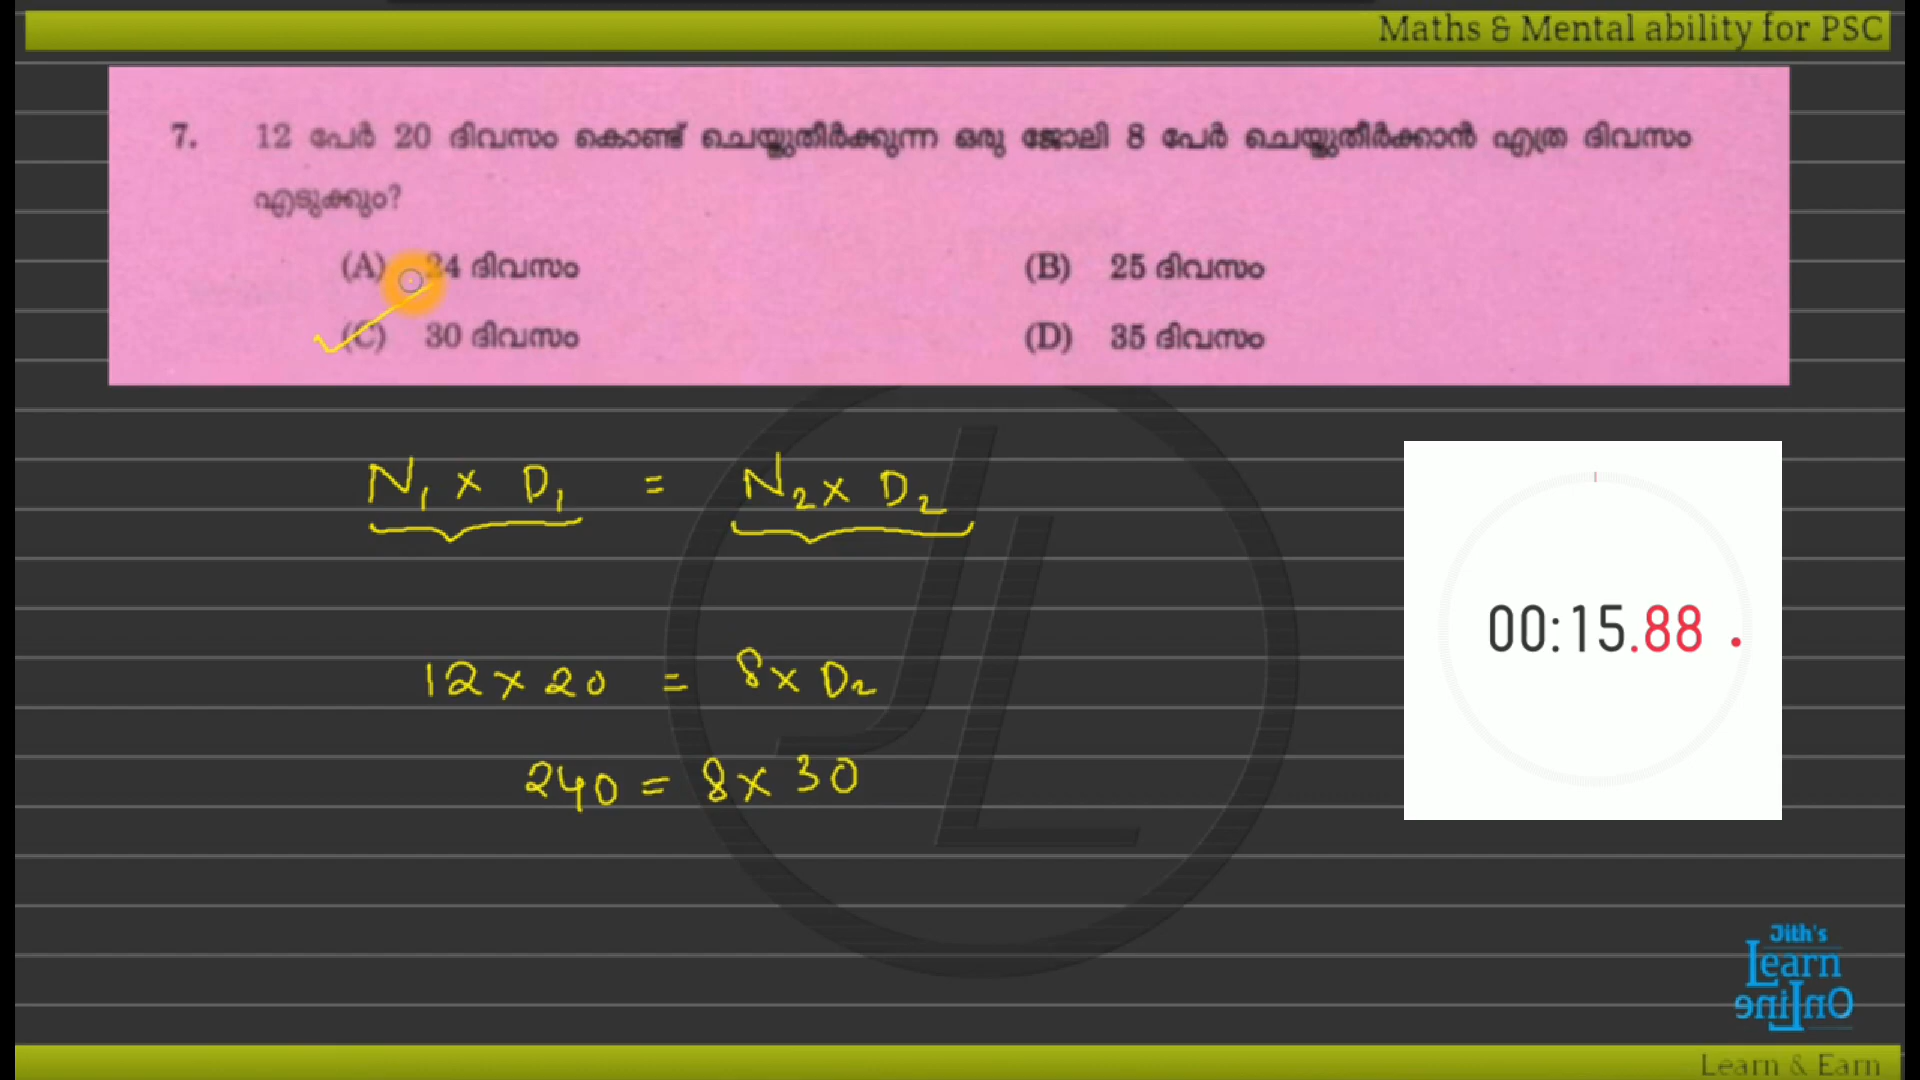 Maths & Mental ability for PSC
7. 12 പേർ 20 ദിവസം കൊണ്ട് ചെയ്തുതീർക്കുന്ന ഒരു ജോലി 8 പേർ ചെയ്തുതീർക്കാൻ എത്ര ദിവസം
എടുക്കും?
(A) 24 ദിവസം (B) 25 ദിവസം
(C) 30 ദിവസം (D) 35 ദിവസം
N₁ × D₁ = N₂ × D₂
12 × 20 = 8 × D₂
240 = 8 × 30
00:15.88
JL
Jith's
Learn
OnLine
Learn & Earn